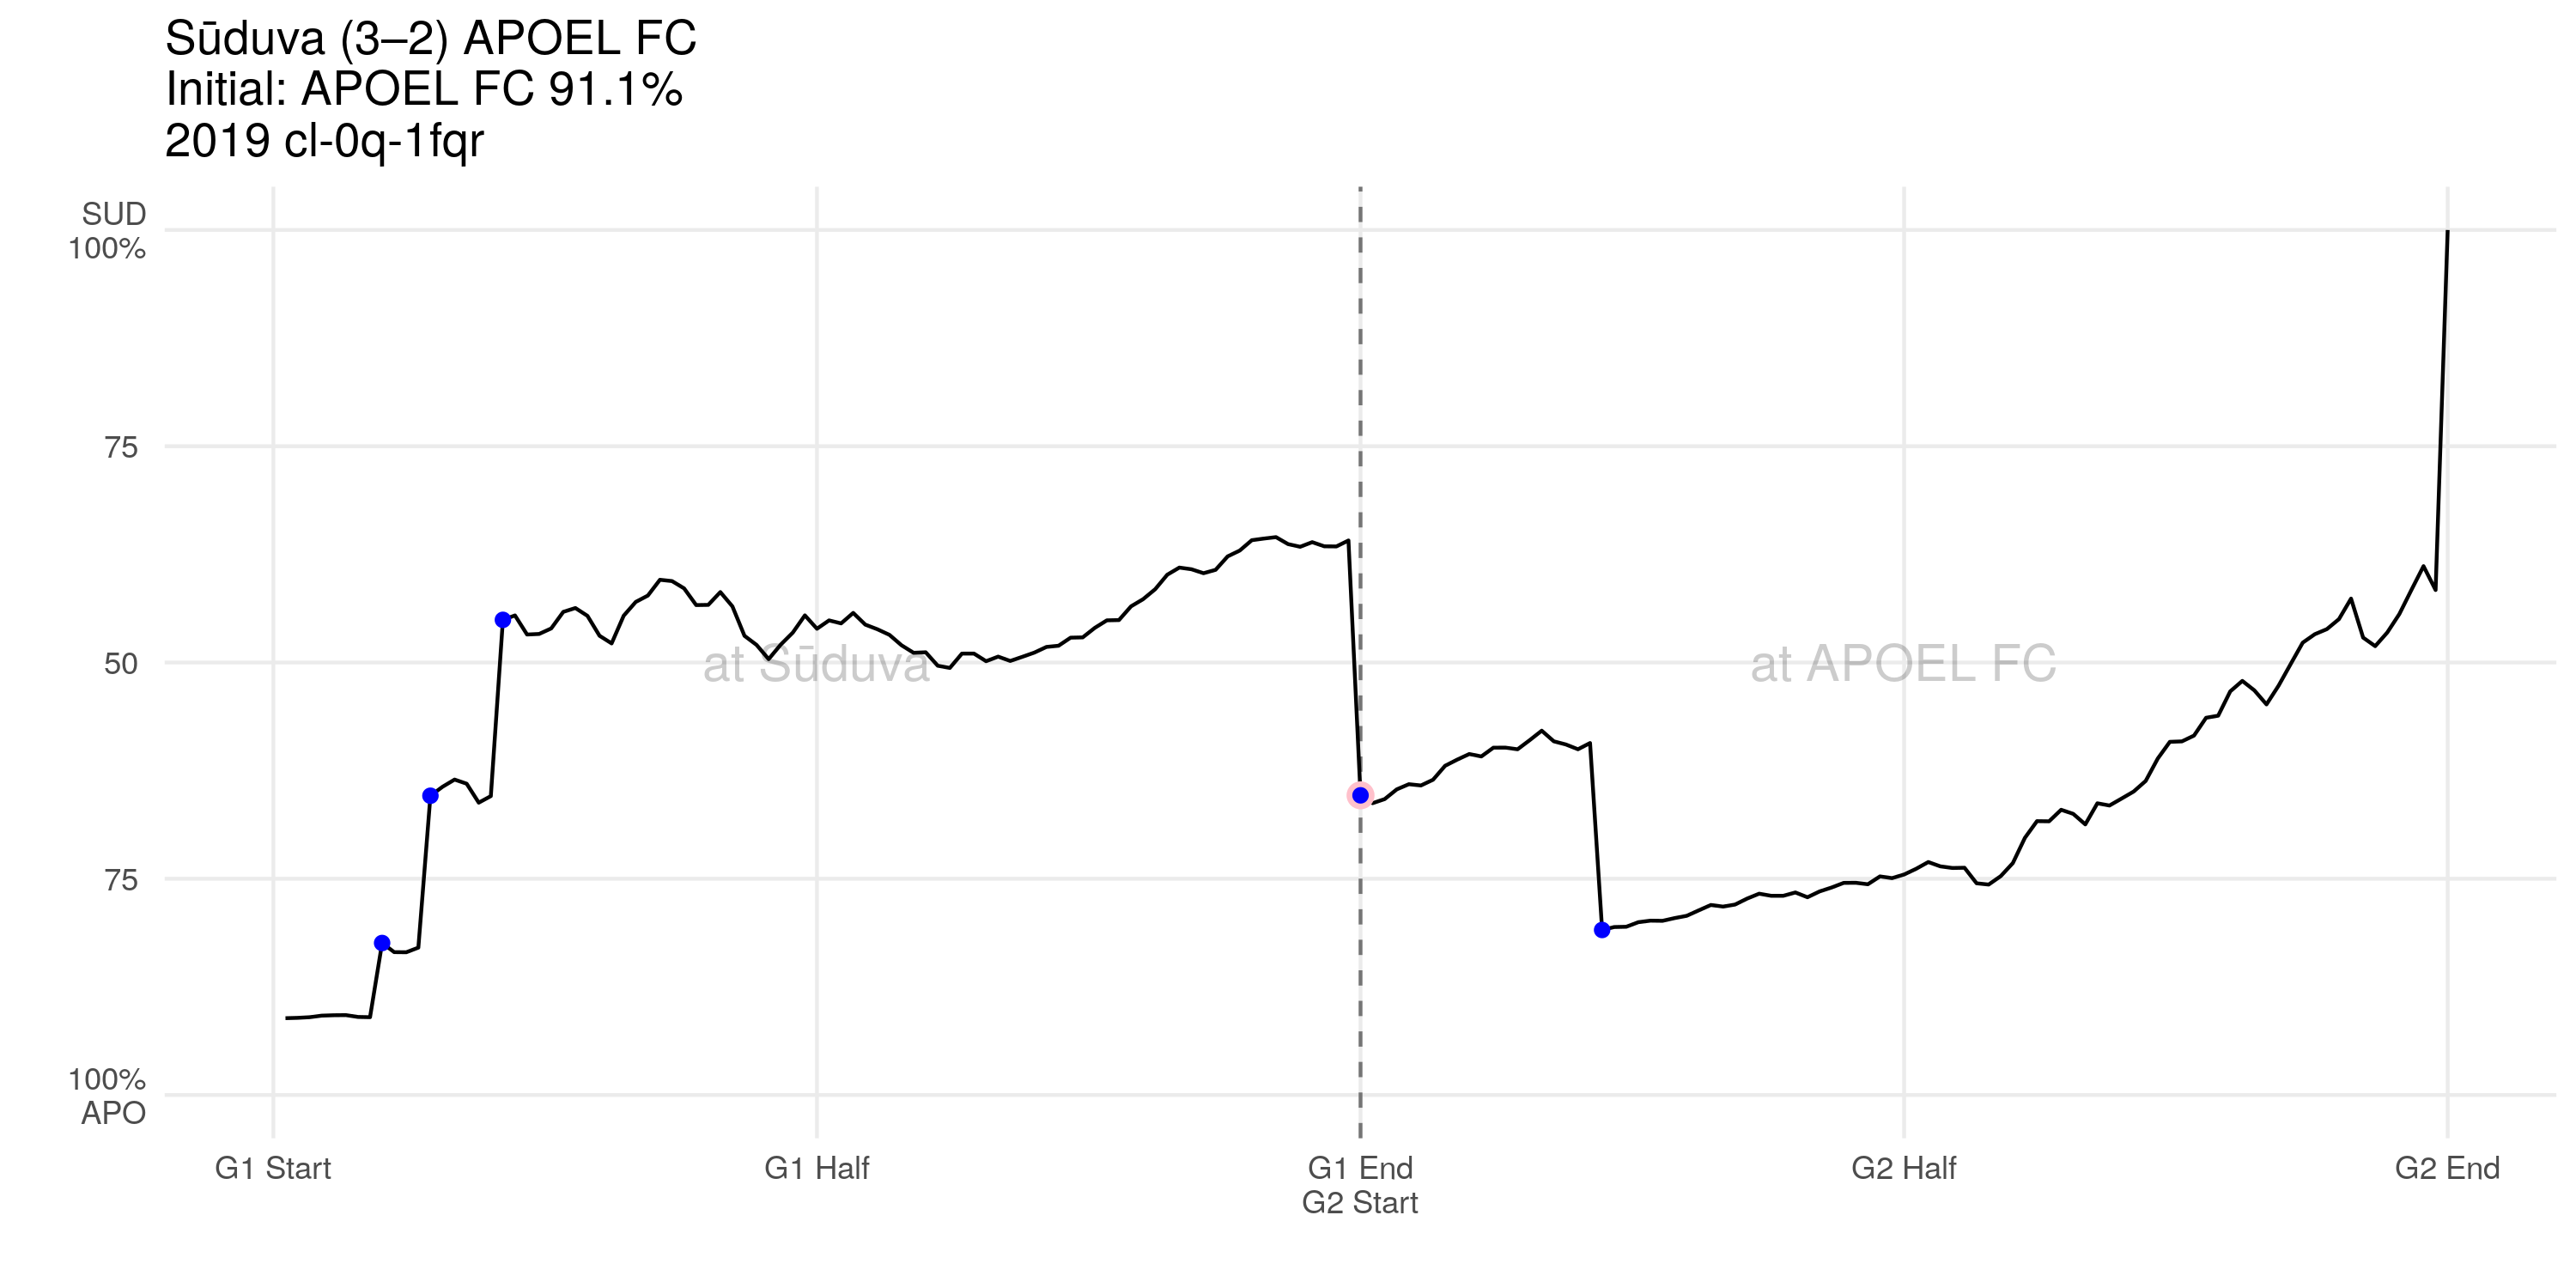 Sūduva (3–2) APOEL FC
Initial: APOEL FC 91.1%
2019 cl-0q-1fqr
SUD
100%
75
50
75
100%
APO
at Sūduva
at APOEL FC
G1 Start
G1 Half
G1 End
G2 Start
G2 Half
G2 End